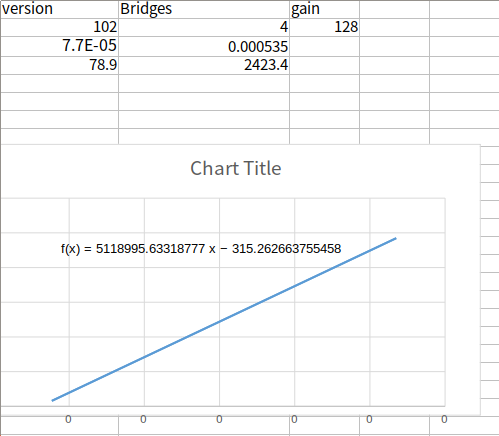 version Bridges gain
102 4 128
7.7E-05 0.000535
78.9 2423.4
Chart Title
f(x) = 5118995.63318777 x − 315.262663755458
0 0 0 0 0 0